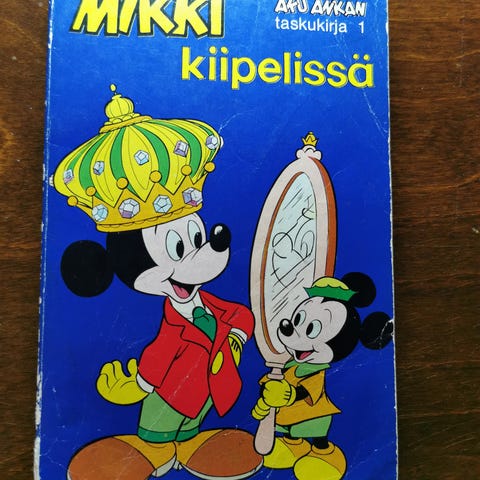 MIKKI
AKU ANKAN
taskukirja 1
kiipelissä